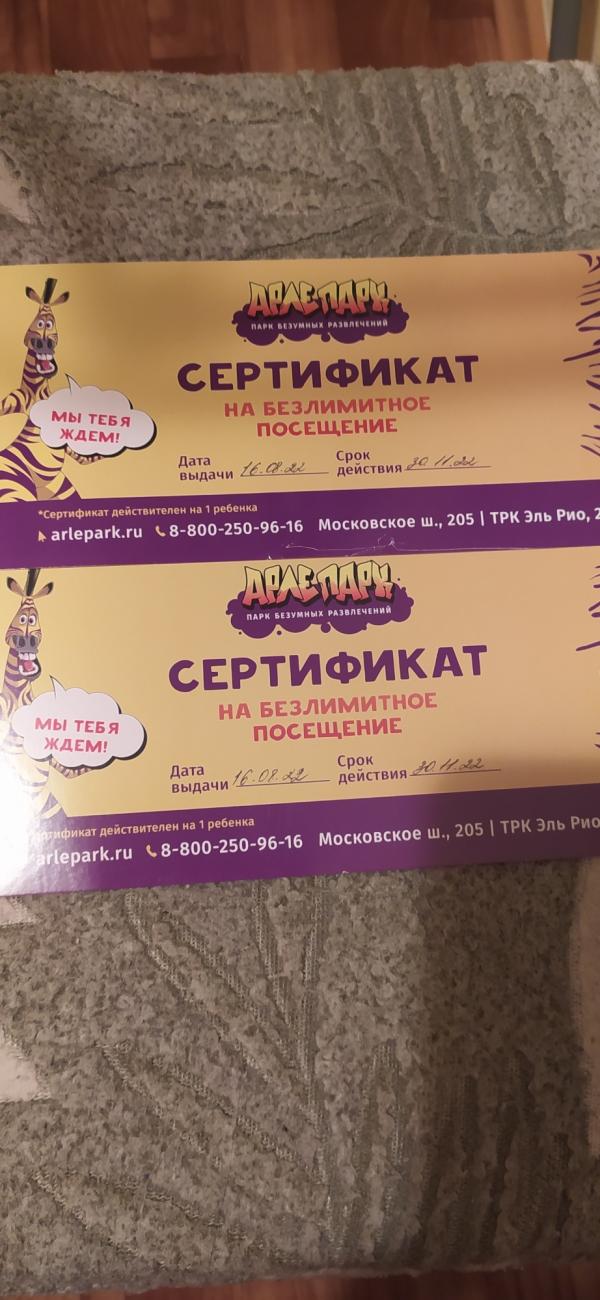 АРЛЕПАРК
ПАРК БЕЗУМНЫХ РАЗВЛЕЧЕНИЙ
СЕРТИФИКАТ
НА БЕЗЛИМИТНОЕ
ПОСЕЩЕНИЕ
МЫ ТЕБЯ
ЖДЕМ!
Дата
выдачи 16.08.22
Срок
действия 30.11.22
*Сертификат действителен на 1 ребенка
arlepark.ru 8-800-250-96-16 Московское ш., 205 | ТРК Эль Рио, 2
АРЛЕПАРК
ПАРК БЕЗУМНЫХ РАЗВЛЕЧЕНИЙ
СЕРТИФИКАТ
НА БЕЗЛИМИТНОЕ
ПОСЕЩЕНИЕ
МЫ ТЕБЯ
ЖДЕМ!
Дата
выдачи 16.08.22
Срок
действия 30.11.22
ртификат действителен на 1 ребенка
arlepark.ru 8-800-250-96-16 Московское ш., 205 | ТРК Эль Рио